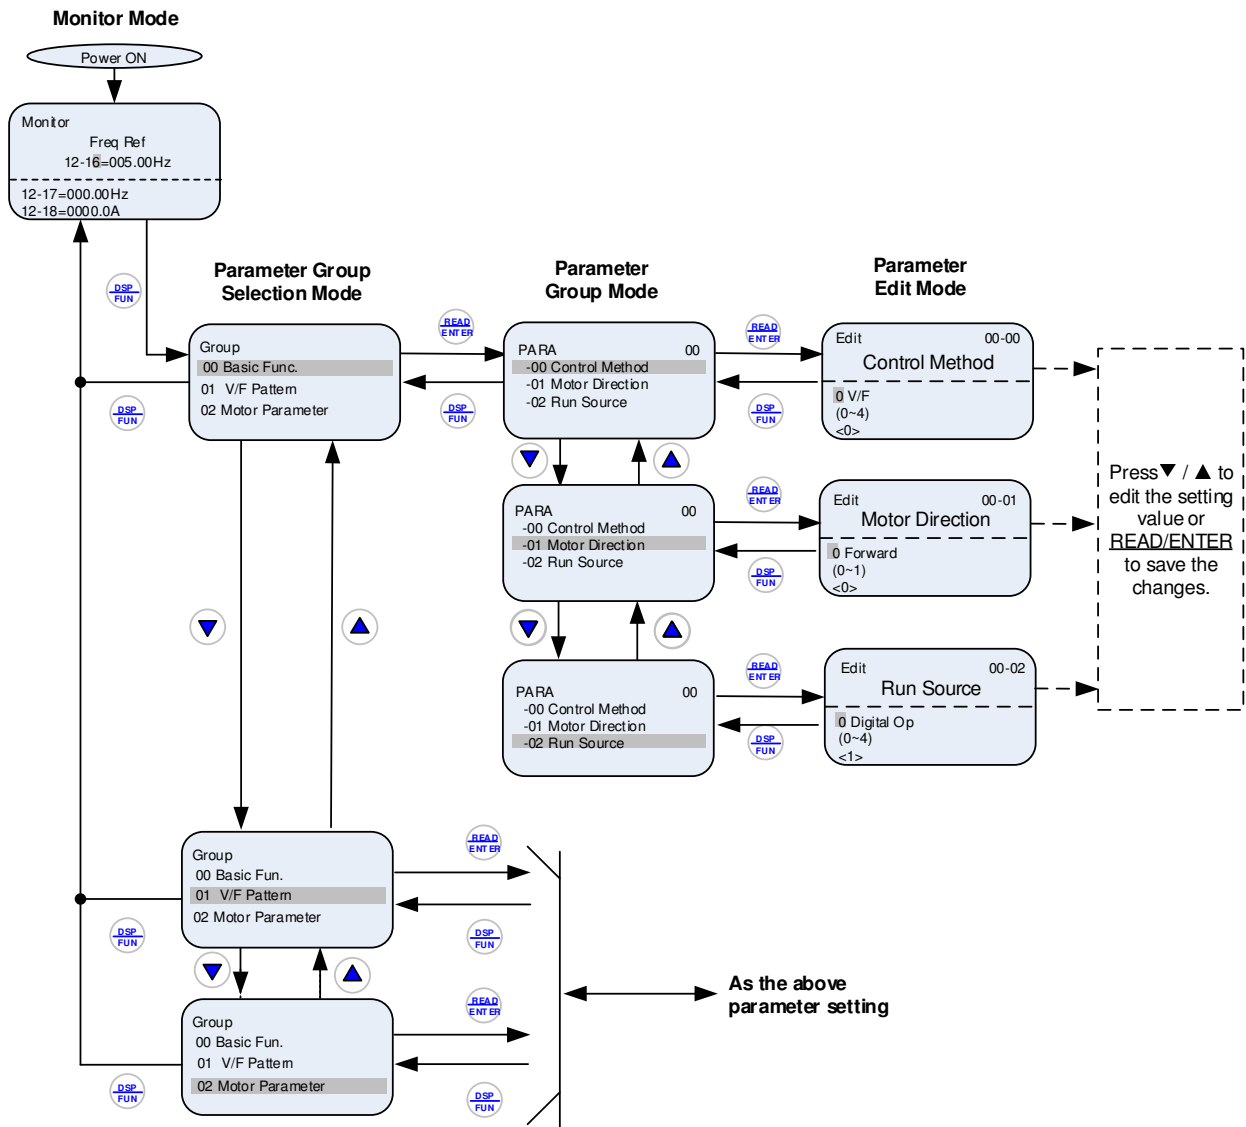 Monitor Mode
Power ON
Monitor
Freq Ref
12-16=005.00Hz
12-17=000.00Hz
12-18=0000.0A
DSP
FUN
Parameter Group
Selection Mode
Parameter
Group Mode
Parameter
Edit Mode
Group
00 Basic Func.
01 V/F Pattern
02 Motor Parameter
DSP
FUN
READ
ENTER
DSP
FUN
PARA 00
-00 Control Method
-01 Motor Direction
-02 Run Source
READ
ENTER
DSP
FUN
Edit 00-00
Control Method
0 V/F
(0~4)
<0>
PARA 00
-00 Control Method
-01 Motor Direction
-02 Run Source
READ
ENTER
DSP
FUN
Edit 00-01
Motor Direction
0 Forward
(0~1)
<0>
Press▼ / ▲ to
edit the setting
value or
READ/ENTER
to save the
changes.
PARA 00
-00 Control Method
-01 Motor Direction
-02 Run Source
READ
ENTER
DSP
FUN
Edit 00-02
Run Source
0 Digital Op
(0~4)
<1>
Group
00 Basic Fun.
01 V/F Pattern
02 Motor Parameter
READ
ENTER
DSP
FUN
DSP
FUN
Group
00 Basic Fun.
01 V/F Pattern
02 Motor Parameter
READ
ENTER
DSP
FUN
DSP
FUN
As the above
parameter setting